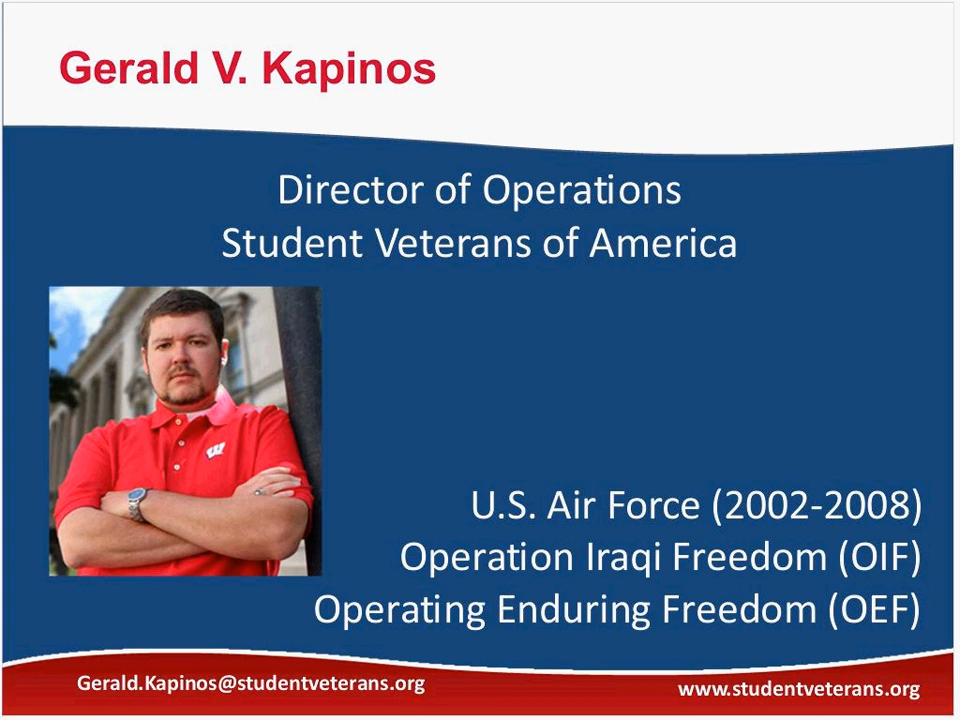 Gerald V. Kapinos
Director of Operations
Student Veterans of America
W
U.S. Air Force (2002-2008)
Operation Iraqi Freedom (OIF)
Operating Enduring Freedom (OEF)
Gerald.Kapinos@studentveterans.org
www.studentveterans.org